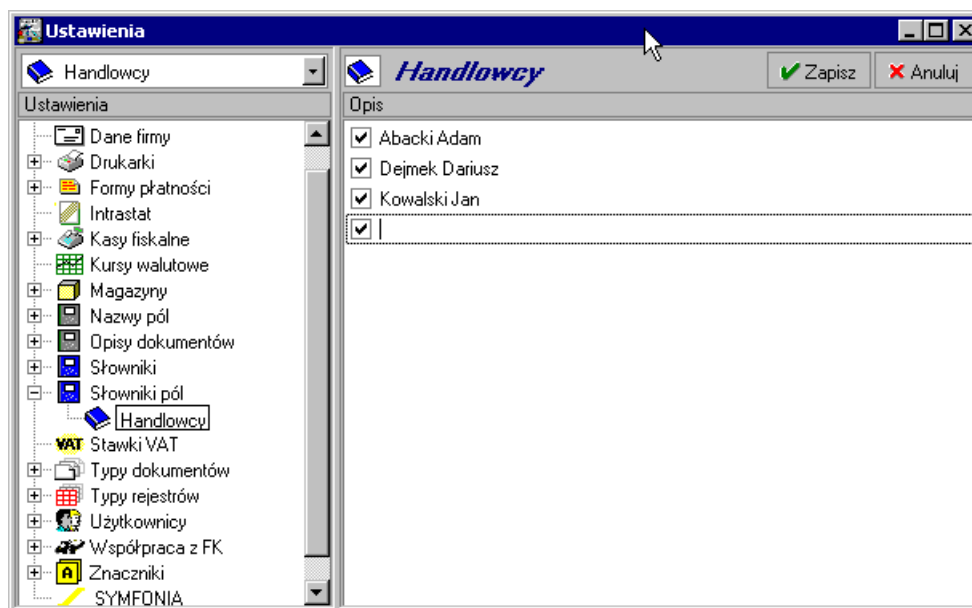 Ustawienia
Handlowcy
Handlowcy
Zapisz
Anuluj
Ustawienia
Opis
Dane firmy
Drukarki
Formy płatności
Intrastat
Kasy fiskalne
Kursy walutowe
Magazyny
Nazwy pól
Opisy dokumentów
Słowniki
Słowniki pól
Handlowcy
VAT Stawki VAT
Typy dokumentów
Typy rejestrów
Użytkownicy
Współpraca z FK
A Znaczniki
SYMFONIA
Abacki Adam
Dejmek Dariusz
Kowalski Jan